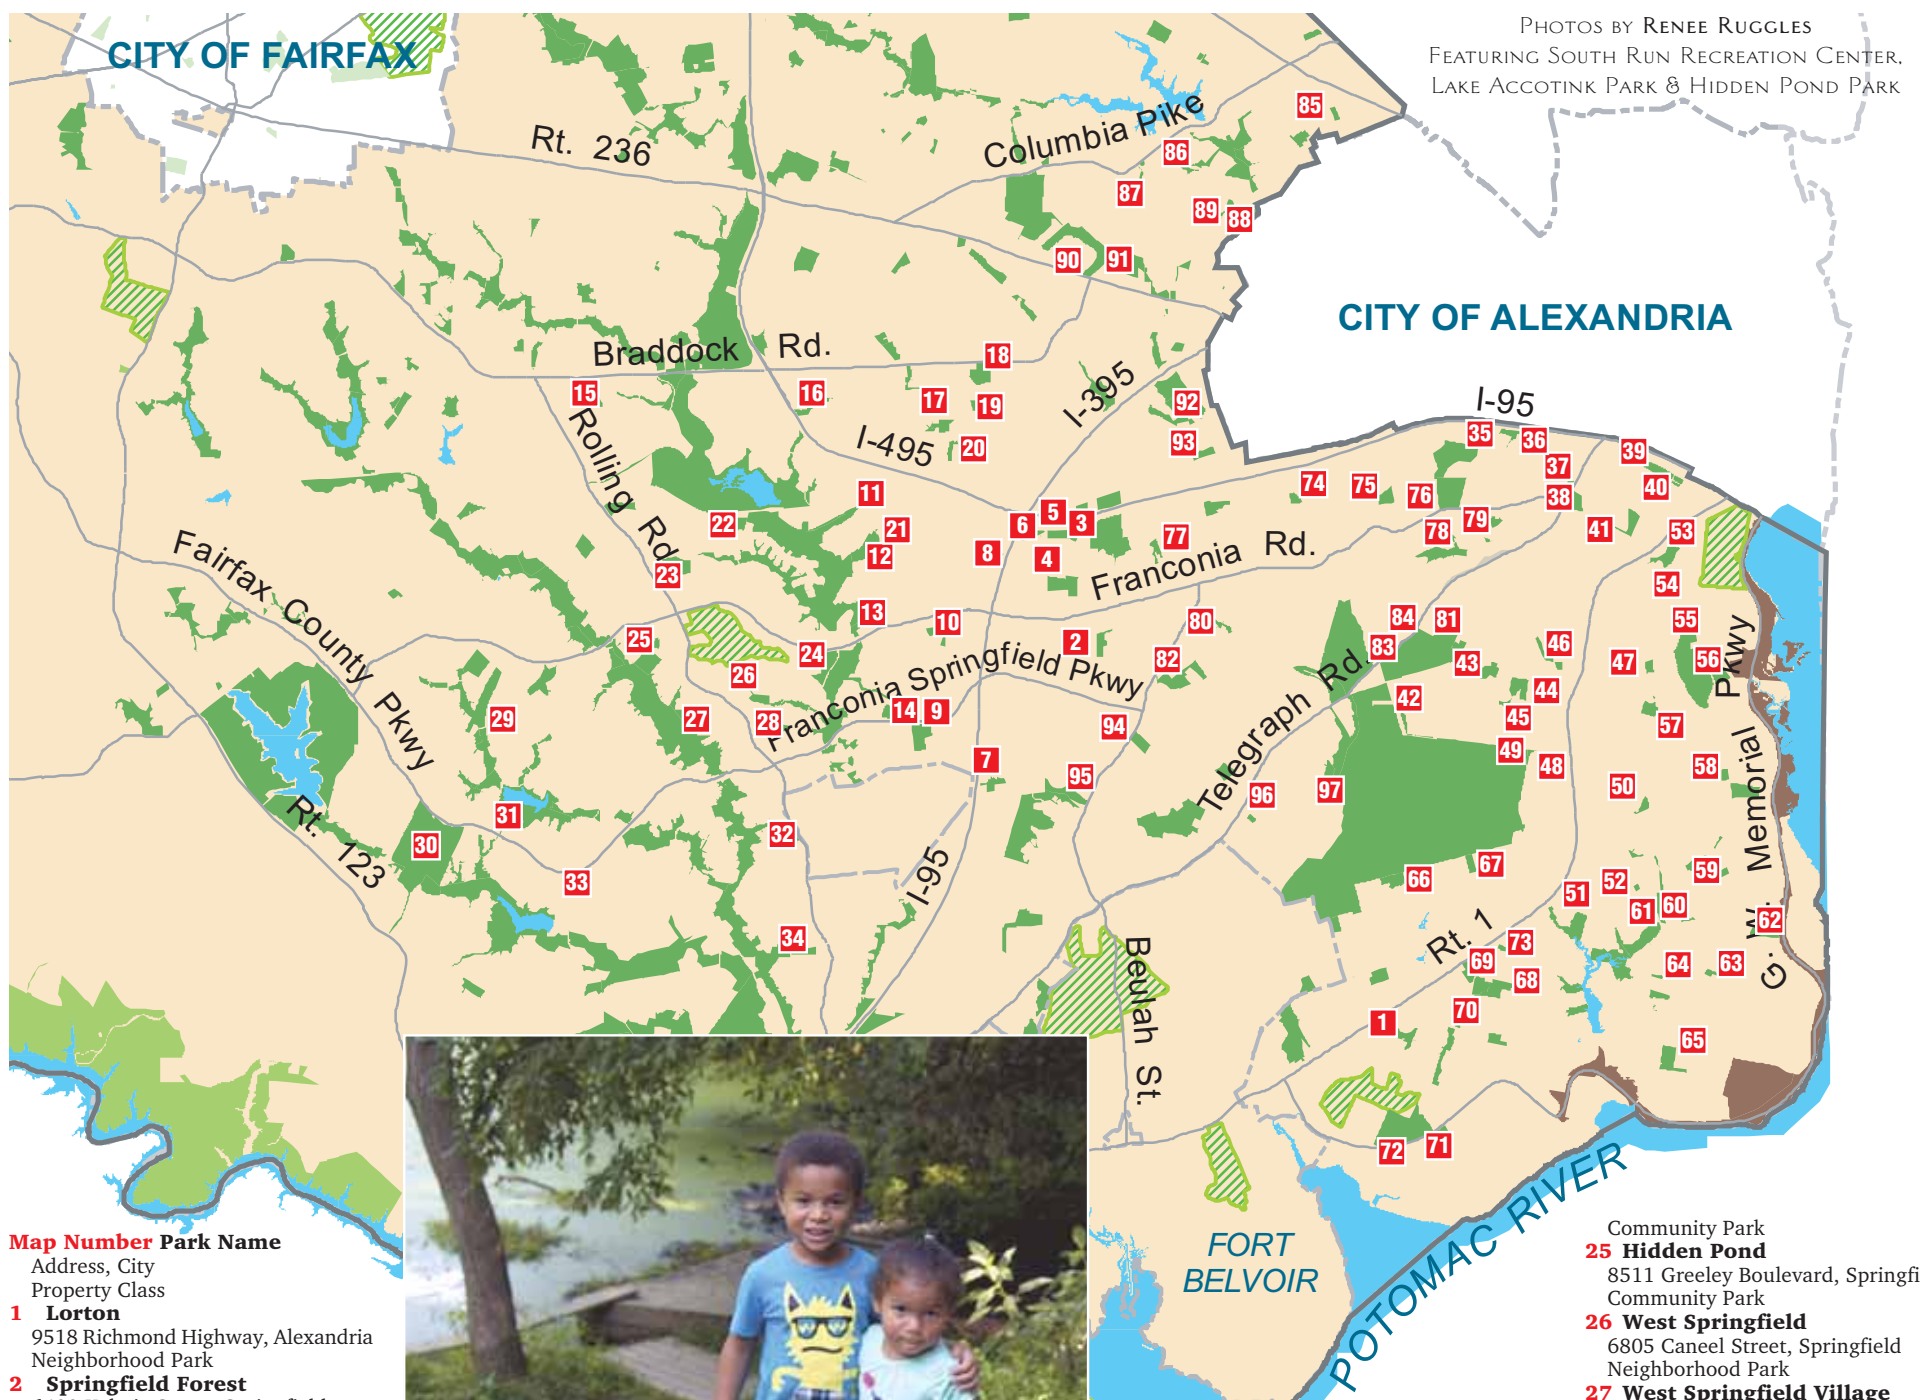 PHOTOS BY RENEE RUGGLES
FEATURING SOUTH RUN RECREATION CENTER,
LAKE ACCOTINK PARK & HIDDEN POND PARK
CITY OF FAIRFAX
85
Columbia Pike
Rt. 236
86
87
89
88
90
91
CITY OF ALEXANDRIA
Braddock Rd.
18
15
16
17
19
I-395
92
I-95
Rolling Rd
I-495
20
93
35
36
39
37
11
74
75
76
38
40
22
21
6
5
3
77
78
79
41
53
12
8
4
Franconia Rd.
Fairfax County Pkwy
23
54
13
10
80
84
81
55
25
2
83
46
24
26
82
43
47
56
Franconia Springfield Pkwy
42
44
29
27
28
14
9
94
45
57
7
Telegraph Rd.
49
48
58
95
96
97
50
G. W. Memorial Pkwy
Rt. 123
31
30
32
I-95
67
33
66
52
59
51
61
60
62
34
Rt. 1
73
69
64
63
68
Beulah St.
70
1
65
72
71
FORT
BELVOIR
POTOMAC RIVER
Map Number Park Name
Address, City
Property Class
1 Lorton
9518 Richmond Highway, Alexandria
Neighborhood Park
2 Springfield Forest
Community Park
25 Hidden Pond
8511 Greeley Boulevard, Springfi
Community Park
26 West Springfield
6805 Caneel Street, Springfield
Neighborhood Park
27 West Springfield Village